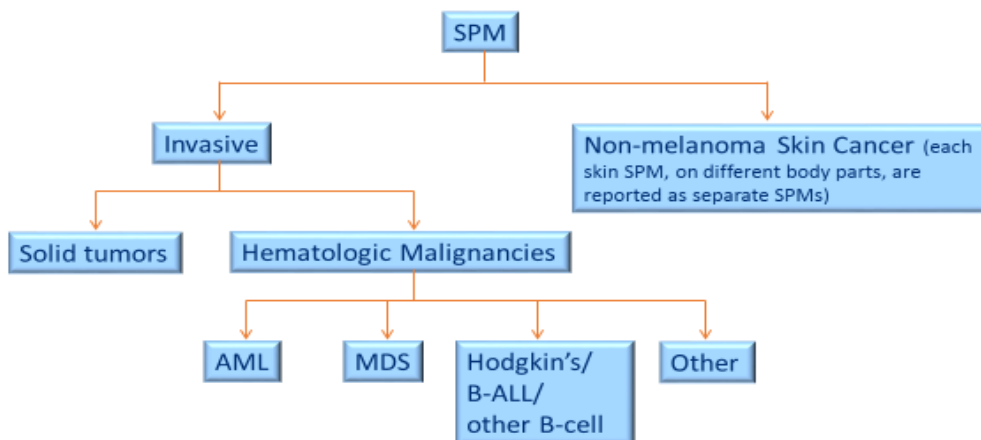 SPM
Invasive
Non-melanoma Skin Cancer (each
skin SPM, on different body parts, are
reported as separate SPMs)
Solid tumors
Hematologic Malignancies
AML
MDS
Hodgkin's/
B-ALL/
other B-cell
Other